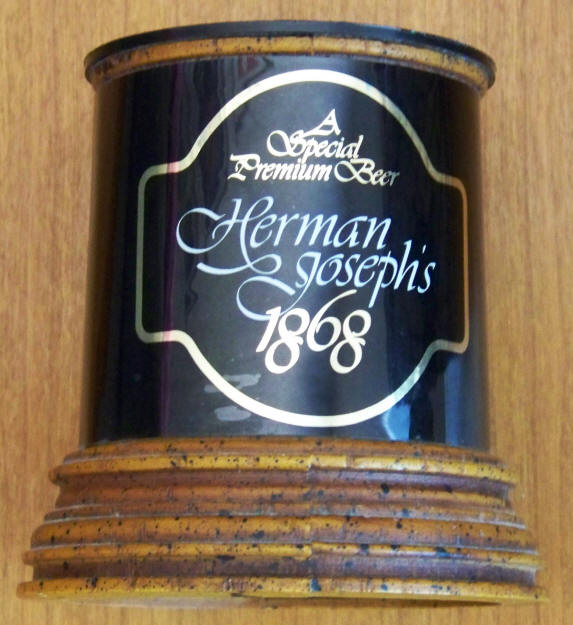 A
Special
Premium Beer
Herman
Joseph's
1868